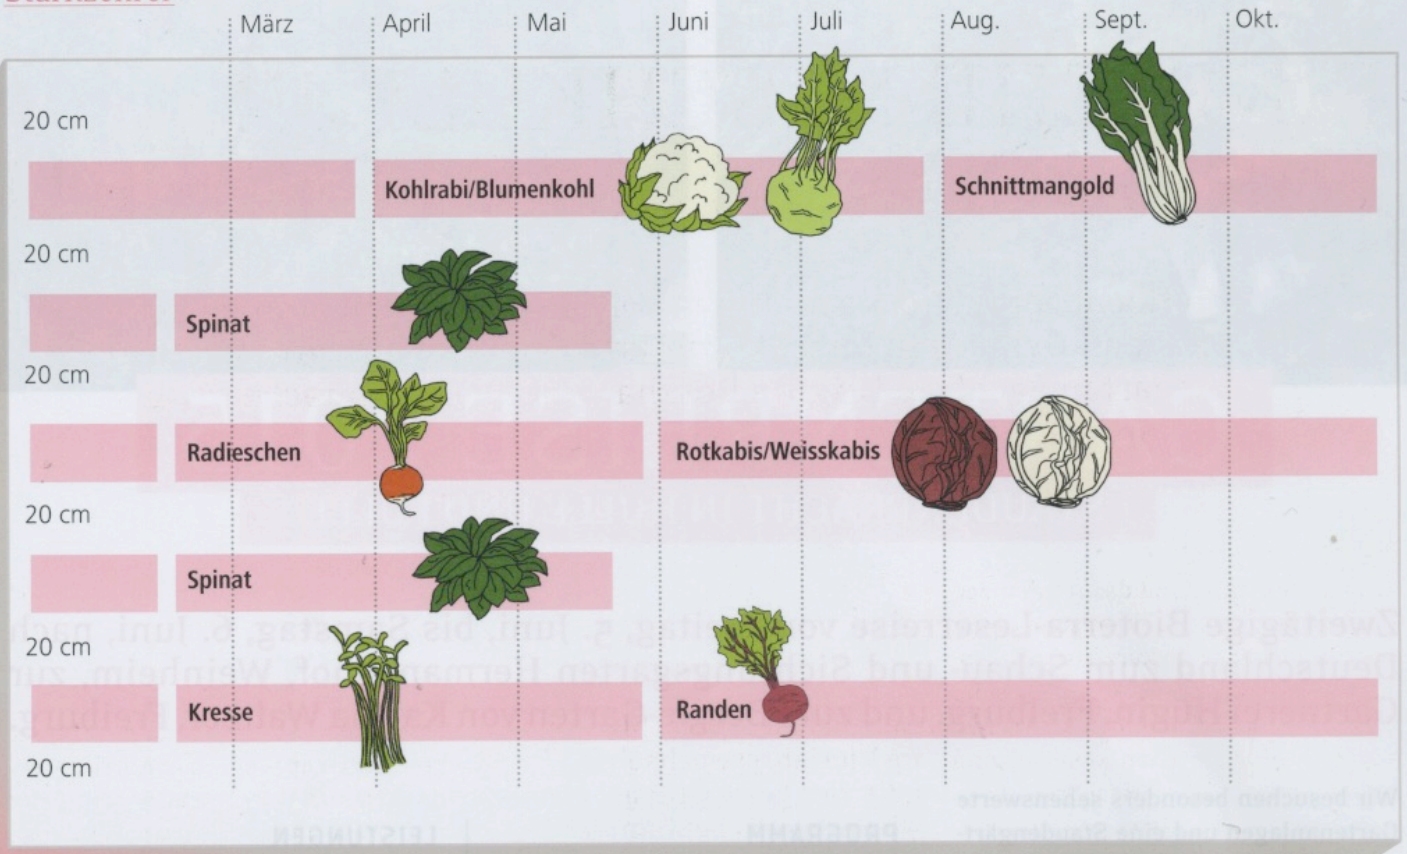 März April Mai Juni Juli Aug. Sept. Okt.
20 cm
Kohlrabi/Blumenkohl Schnittmangold
20 cm
Spinat
20 cm
Radieschen Rotkabis/Weisskabis
20 cm
Spinat
20 cm
Kresse Randen
20 cm